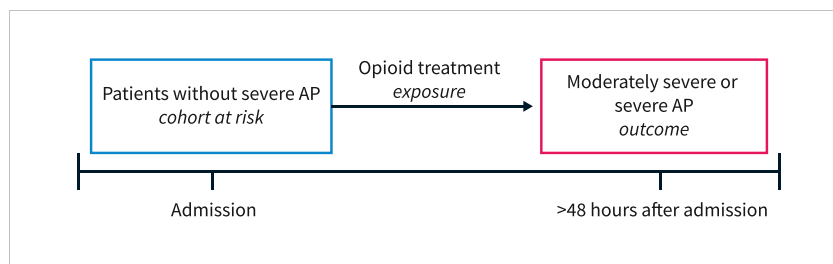 Patients without severe AP
cohort at risk
Opioid treatment
exposure
Moderately severe or
severe AP
outcome
Admission
>48 hours after admission